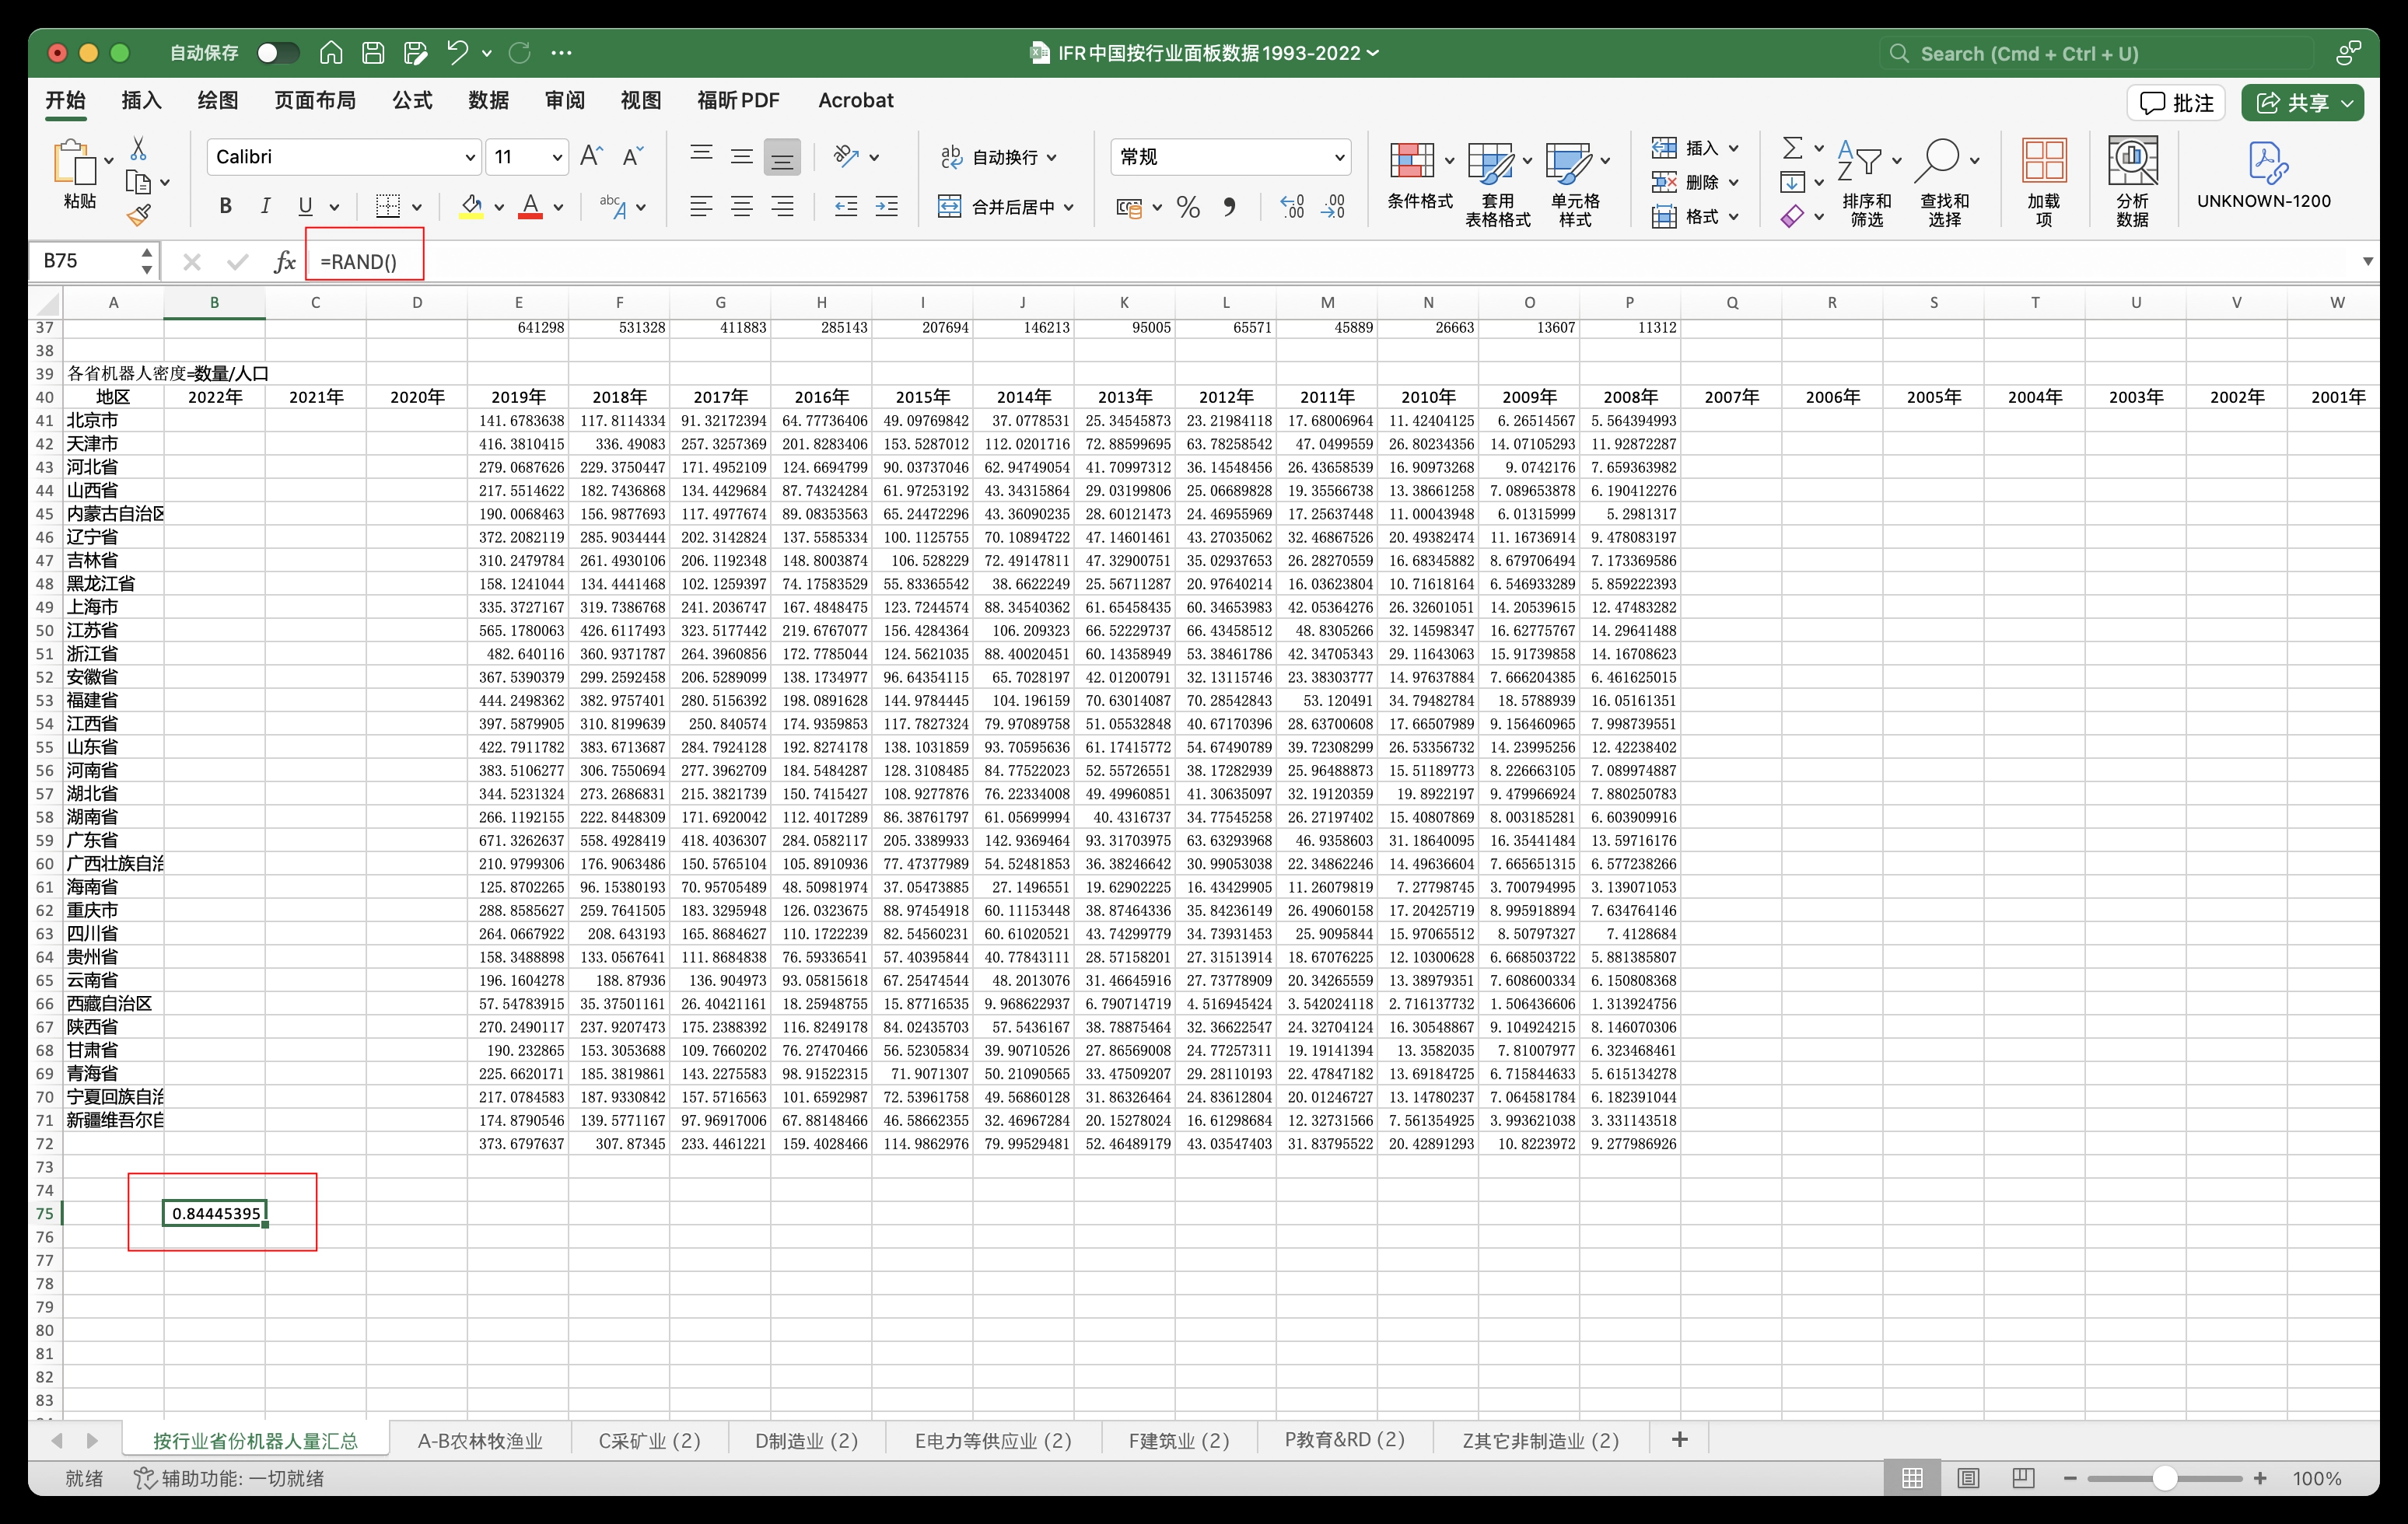 自动保存 IFR中国按行业面板数据1993-2022 Search (Cmd + Ctrl + U)
开始 插入 绘图 页面布局 公式 数据 审阅 视图 福昕PDF Acrobat 批注 共享
粘贴 Calibri 11 自动换行 合并后居中 常规 条件格式 套用表格格式 单元格样式 插入 删除 格式 排序和筛选 查找和选择 加载项 分析数据 UNKNOWN-1200
B75 fx =RAND()
A B C D E F G H I J K L M N O P Q R S T U V W
37 641298 531328 411883 285143 207694 146213 95005 65571 45889 26663 13607 11312
38
39 各省机器人密度=数量/人口
40 地区 2022年 2021年 2020年 2019年 2018年 2017年 2016年 2015年 2014年 2013年 2012年 2011年 2010年 2009年 2008年 2007年 2006年 2005年 2004年 2003年 2002年 2001年
41 北京市 141.6783638 117.8114334 91.32172394 64.77736406 49.09769842 37.0778531 25.34545873 23.21984118 17.68006964 11.42404125 6.26514567 5.564394993
42 天津市 416.3810415 336.49083 257.3257369 201.8283406 153.5287012 112.0201716 72.88599695 63.78258542 47.0499559 26.80234356 14.07105293 11.92872287
43 河北省 279.0687626 229.3750447 171.4952109 124.6694799 90.03737046 62.94749054 41.70997312 36.14548456 26.43658539 16.90973268 9.0742176 7.659363982
44 山西省 217.5514622 182.7436868 134.4429684 87.74324284 61.97253192 43.34315864 29.03199806 25.06689828 19.35566738 13.38661258 7.089653878 6.190412276
45 内蒙古自治区 190.0068463 156.9877693 117.4977674 89.08353563 65.24472296 43.36090235 28.60121473 24.46955969 17.25637448 11.00043948 6.01315999 5.2981317
46 辽宁省 372.2082119 285.9034444 202.3142824 137.5585334 100.1125755 70.10894722 47.14601461 43.27035062 32.46867526 20.49382474 11.16736914 9.478083197
47 吉林省 310.2479784 261.4930106 206.1192348 148.8003874 106.528229 72.49147811 47.32900751 35.02937653 26.28270559 16.68345882 8.679706494 7.173369586
48 黑龙江省 158.1241044 134.4441468 102.1259397 74.17583529 55.83365542 38.6622249 25.56711287 20.97640214 16.03623804 10.71618164 6.546933289 5.859222393
49 上海市 335.3727167 319.7386768 241.2036747 167.4848475 123.7244574 88.34540362 61.65458435 60.34653983 42.05364276 26.32601051 14.20539615 12.47483282
50 江苏省 565.1780063 426.6117493 323.5177442 219.6767077 156.4284364 106.209323 66.52229737 66.43458512 48.8305266 32.14598347 16.62775767 14.29641488
51 浙江省 482.640116 360.9371787 264.3960856 172.7785044 124.5621035 88.40020451 60.14358949 53.38461786 42.34705343 29.11643063 15.91739858 14.16708623
52 安徽省 367.5390379 299.2592458 206.5289099 138.1734977 96.64354115 65.7028197 42.01200791 32.13115746 23.38303777 14.97637884 7.666204385 6.461625015
53 福建省 444.2498362 382.9757401 280.5156392 198.0891628 144.9784445 104.196159 70.63014087 70.28542843 53.120491 34.79482784 18.5788939 16.05161351
54 江西省 397.5879905 310.8199639 250.840574 174.9359853 117.7827324 79.97089758 51.05532848 40.67170396 28.63700608 17.66507989 9.156460965 7.998739551
55 山东省 422.7911782 383.6713687 284.7924128 192.8274178 138.1031859 93.70595636 61.17415772 54.67490789 39.72308299 26.53356732 14.23995256 12.42238402
56 河南省 383.5106277 306.7550694 277.3962709 184.5484287 128.3108485 84.77522023 52.55726551 38.17282939 25.96488873 15.51189773 8.226663105 7.089974887
57 湖北省 344.5231324 273.2686831 215.3821739 150.7415427 108.9277876 76.22334008 49.49960851 41.30635097 32.19120359 19.8922197 9.479966924 7.880250783
58 湖南省 266.1192155 222.8448309 171.6920042 112.4017289 86.38761797 61.05699994 40.4316737 34.77545258 26.27197402 15.40807869 8.003185281 6.603909916
59 广东省 671.3262637 558.4928419 418.4036307 284.0582117 205.3389933 142.9369464 93.31703975 63.63293968 46.9358603 31.18640095 16.35441484 13.59716176
60 广西壮族自治 210.9799306 176.9063486 150.5765104 105.8910936 77.47377989 54.52481853 36.38246642 30.99053038 22.34862246 14.49636604 7.665651315 6.577238266
61 海南省 125.8702265 96.15380193 70.95705489 48.50981974 37.05473885 27.1496551 19.62902225 16.43429905 11.26079819 7.27798745 3.700794995 3.139071053
62 重庆市 288.8585627 259.7641505 183.3295948 126.0323675 88.97454918 60.11153448 38.87464336 35.84236149 26.49060158 17.20425719 8.995918894 7.634764146
63 四川省 264.0667922 208.643193 165.8684627 110.1722239 82.54560231 60.61020521 43.74299779 34.73931453 25.9095844 15.97065512 8.50797327 7.4128684
64 贵州省 158.3488898 133.0567641 111.8684838 76.59336541 57.40395844 40.77843111 28.57158201 27.31513914 18.67076225 12.10300628 6.668503722 5.881385807
65 云南省 196.1604278 188.87936 136.904973 93.05815618 67.25474544 48.2013076 31.46645916 27.73778909 20.34265559 13.38979351 7.608600334 6.150808368
66 西藏自治区 57.54783915 35.37501161 26.40421161 18.25948755 15.87716535 9.968622937 6.790714719 4.516945424 3.542024118 2.716137732 1.506436606 1.313924756
67 陕西省 270.2490117 237.9207473 175.2388392 116.8249178 84.02435703 57.5436167 38.78875464 32.36622547 24.32704124 16.30548867 9.104924215 8.146070306
68 甘肃省 190.232865 153.3053688 109.7660202 76.27470466 56.52305834 39.90710526 27.86569008 24.77257311 19.19141394 13.3582035 7.81007977 6.323468461
69 青海省 225.6620171 185.3819861 143.2275583 98.91522315 71.9071307 50.21090565 33.47509207 29.28110193 22.47847182 13.69184725 6.715844633 5.615134278
70 宁夏回族自治 217.0784583 187.9330842 157.5716563 101.6592987 72.53961758 49.56860128 31.86326464 24.83612804 20.01246727 13.14780237 7.064581784 6.182391044
71 新疆维吾尔自 174.8790546 139.5771167 97.96917006 67.88148466 46.58662355 32.46967284 20.15278024 16.61298684 12.32731566 7.561354925 3.993621038 3.331143518
72 373.6797637 307.87345 233.4461221 159.4028466 114.9862976 79.99529481 52.46489179 43.03547403 31.83795522 20.42891293 10.8223972 9.277986926
73
74
75 0.84445395
76
77
78
79
80
81
82
83
按行业省份机器人量汇总 A-B农林牧渔业 C采矿业 (2) D制造业 (2) E电力等供应业 (2) F建筑业 (2) P教育&RD (2) Z其它非制造业 (2) +
就绪 辅助功能: 一切就绪 100%